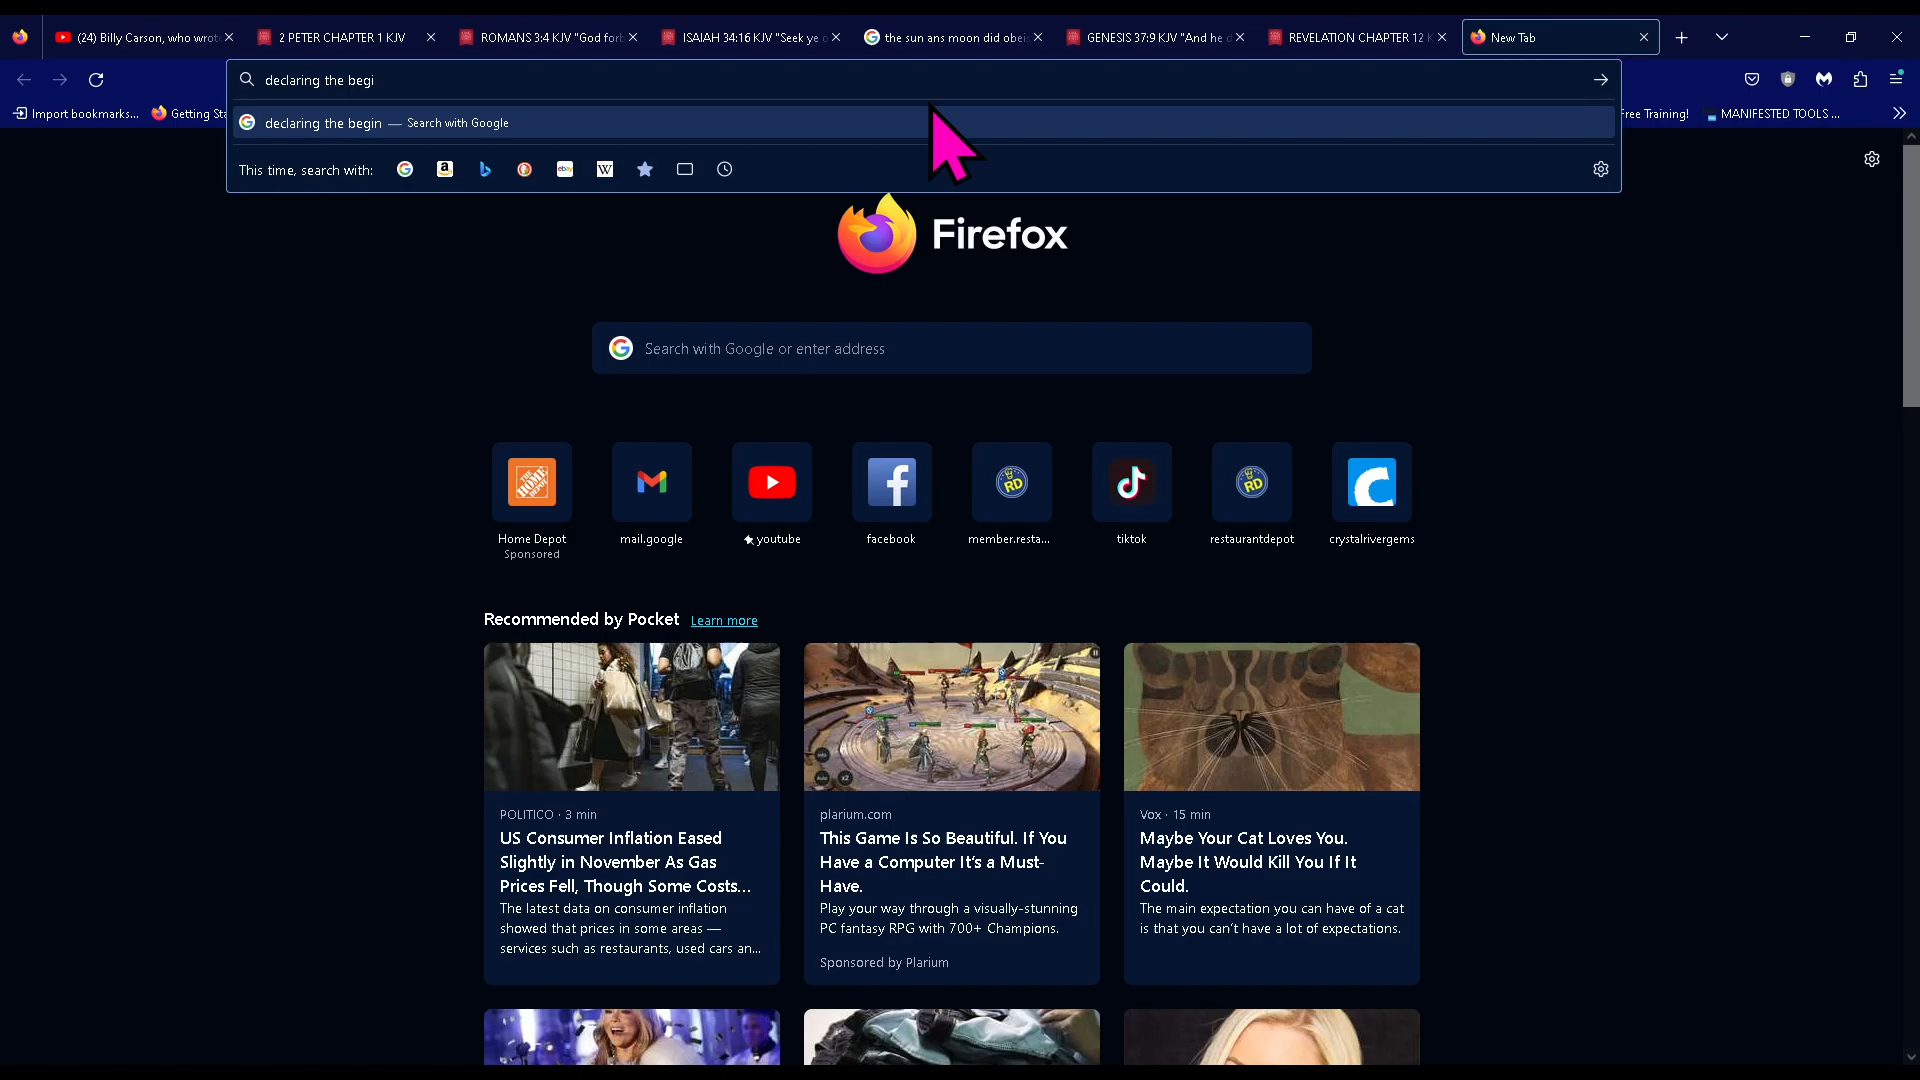 (24) Billy Carson, who wrote
2 PETER CHAPTER 1 KJV
ROMANS 3:4 KJV "God forb
ISAIAH 34:16 KJV "Seek ye o
the sun ans moon did obeis
GENESIS 37:9 KJV "And he d
REVELATION CHAPTER 12 K
New Tab
declaring the begi
Import bookmarks...
Getting Sta
declaring the begin — Search with Google
Free Training!
MANIFESTED TOOLS ...
This time, search with:
Firefox
Search with Google or enter address
Home Depot
Sponsored
mail.google
youtube
facebook
member.resta...
tiktok
restaurantdepot
crystalrivergems
Recommended by Pocket Learn more
POLITICO · 3 min
US Consumer Inflation Eased
Slightly in November As Gas
Prices Fell, Though Some Costs...
The latest data on consumer inflation
showed that prices in some areas —
services such as restaurants, used cars an...
plarium.com
This Game Is So Beautiful. If You
Have a Computer It's a Must-
Have.
Play your way through a visually-stunning
PC fantasy RPG with 700+ Champions.
Sponsored by Plarium
Vox · 15 min
Maybe Your Cat Loves You.
Maybe It Would Kill You If It
Could.
The main expectation you can have of a cat
is that you can't have a lot of expectations.